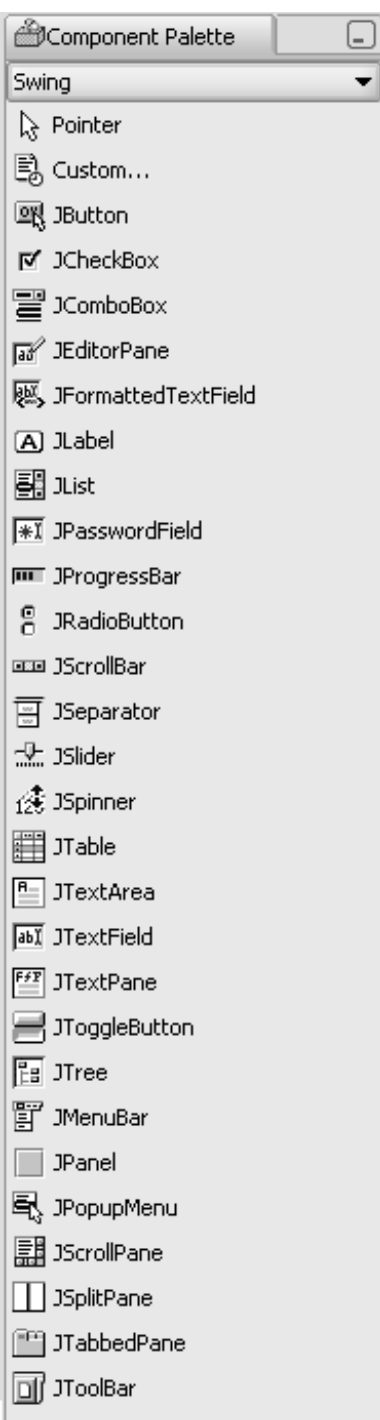 Component Palette
Swing
Pointer
Custom...
JButton
JCheckBox
JComboBox
JEditorPane
JFormattedTextField
JLabel
JList
JPasswordField
JProgressBar
JRadioButton
JScrollBar
JSeparator
JSlider
JSpinner
JTable
JTextArea
JTextField
JTextPane
JToggleButton
JTree
JMenuBar
JPanel
JPopupMenu
JScrollPane
JSplitPane
JTabbedPane
JToolBar